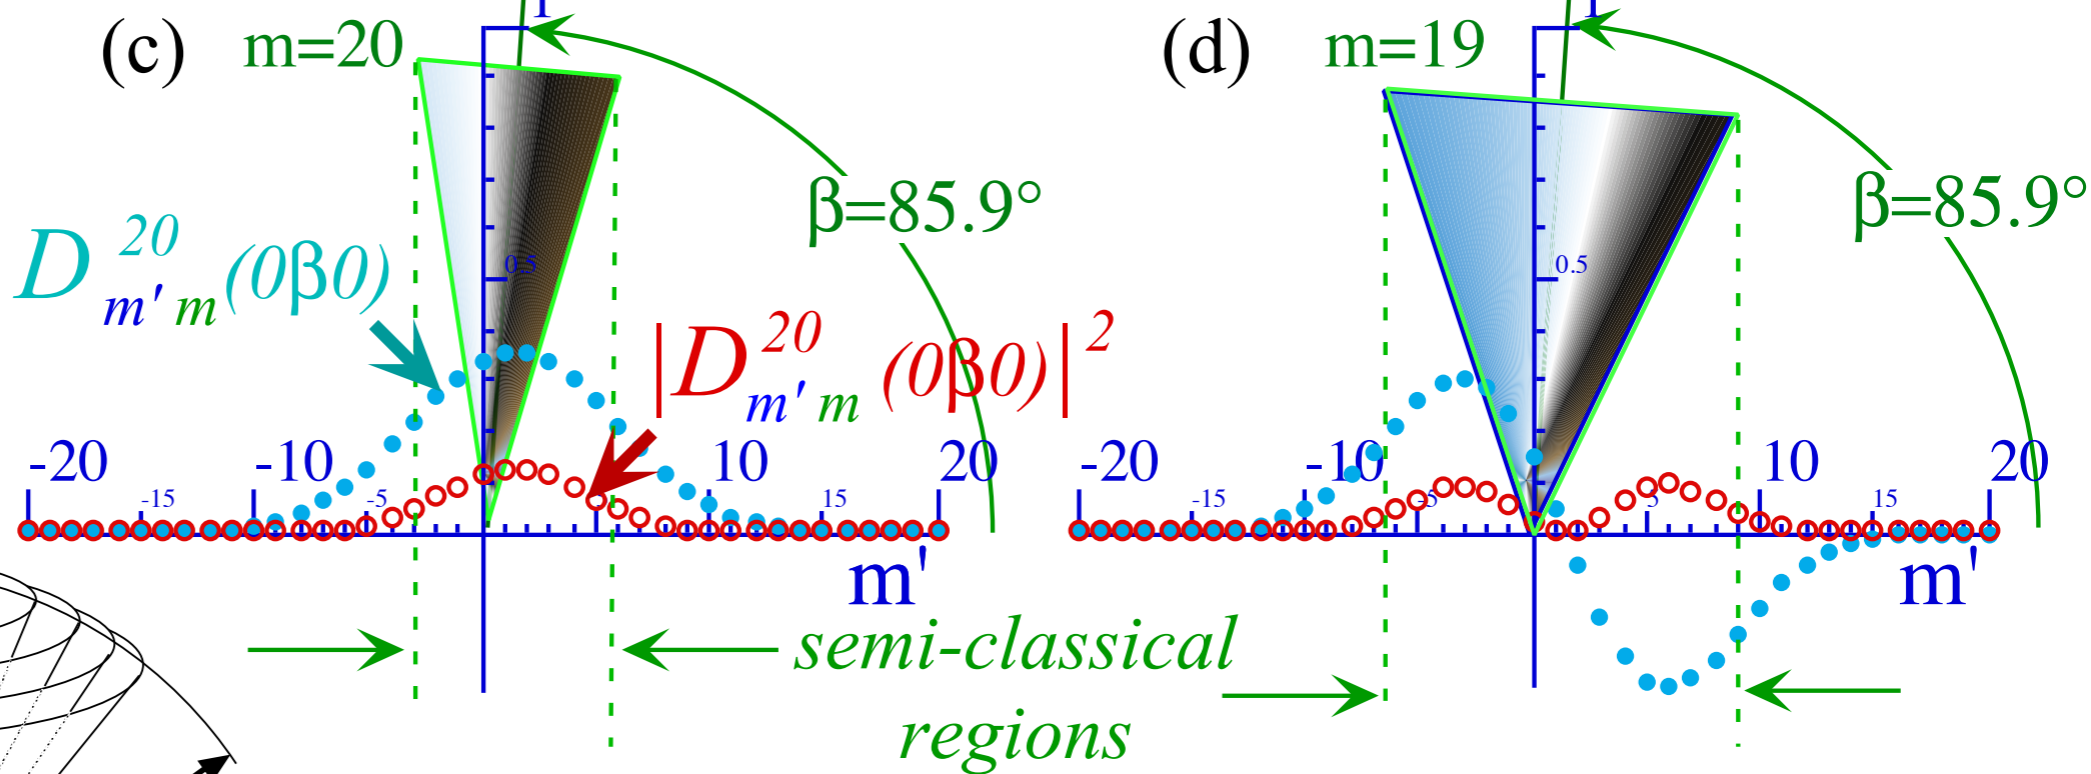 (c) m=20
β=85.9°
0.5
D 20 m' m (0β0)
|D 20 m' m (0β0)| 2
-20 -15 -10 -5 10 15 20
m'
(d) m=19
β=85.9°
0.5
-20 -15 -10 -5 5 10 15 20
m'
semi-classical
regions